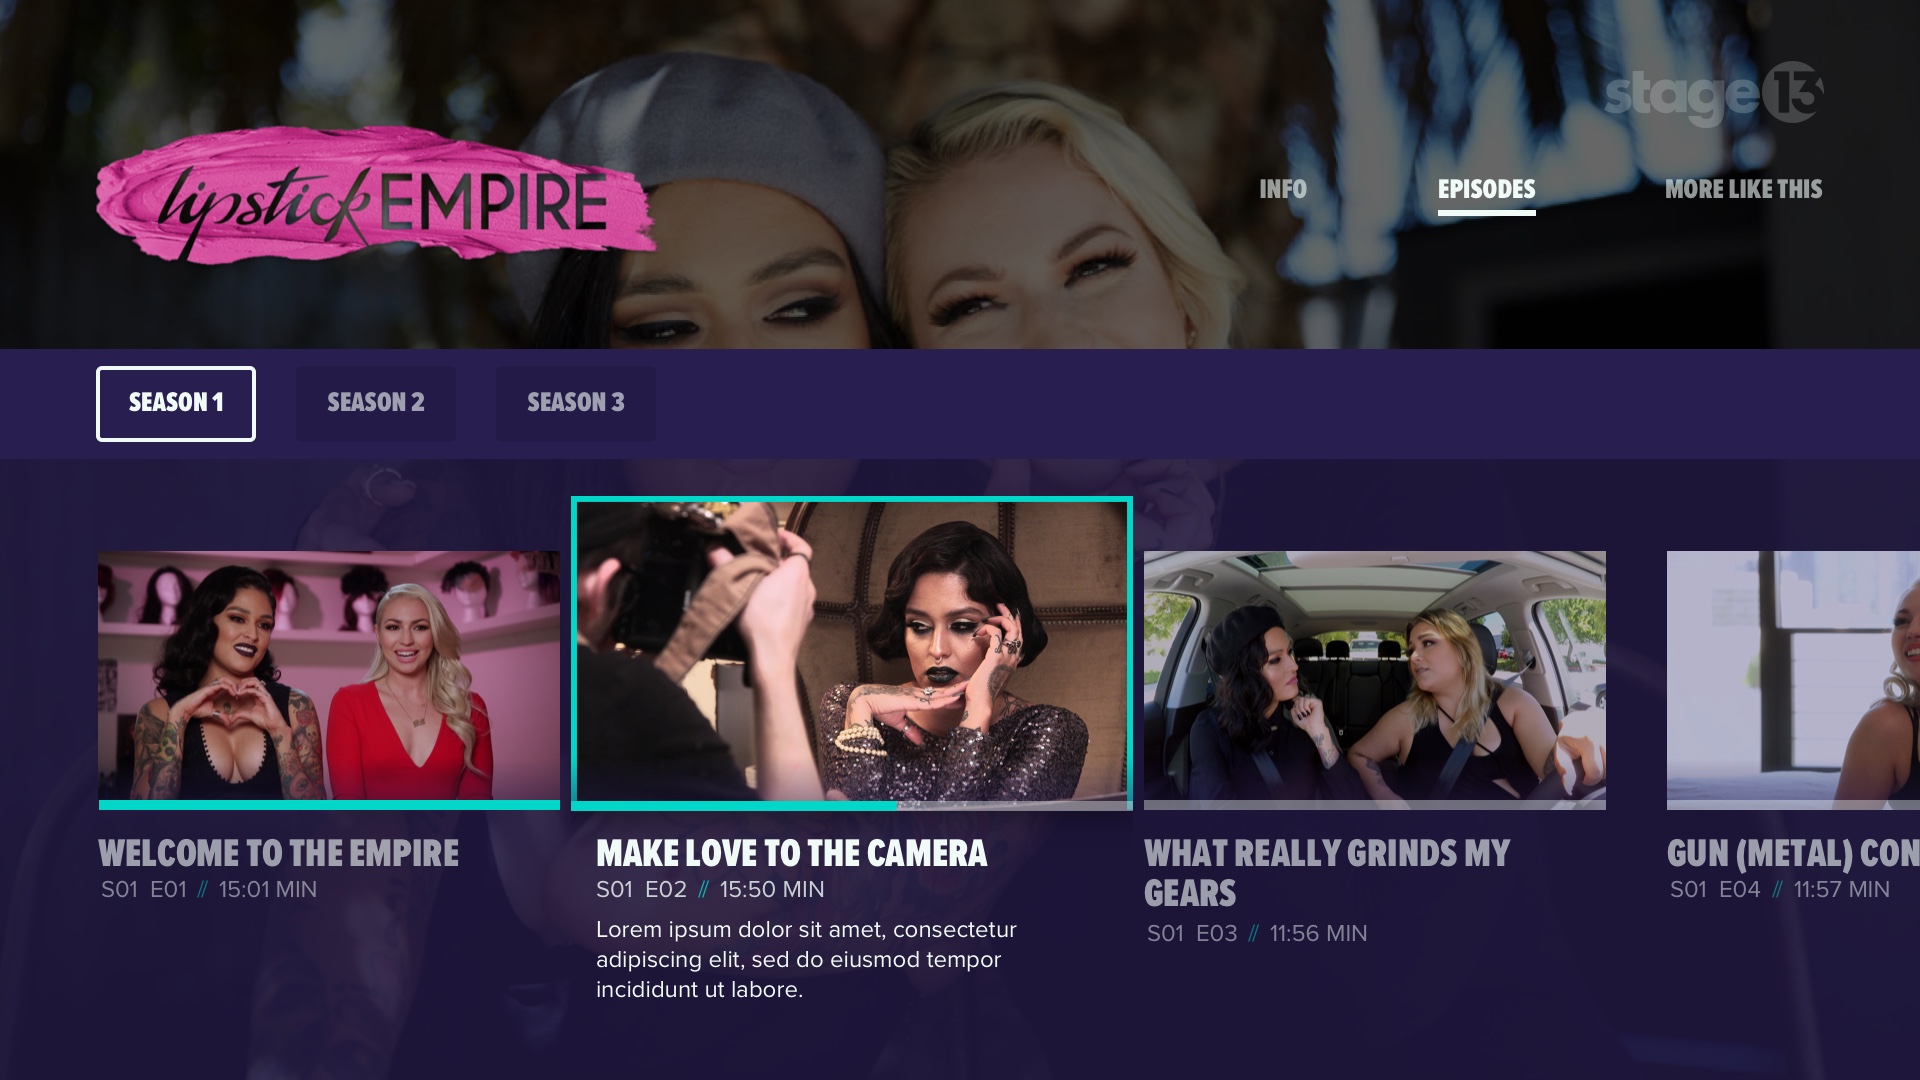 stage 13
lipstick EMPIRE
INFO EPISODES MORE LIKE THIS
SEASON 1 SEASON 2 SEASON 3
WELCOME TO THE EMPIRE
S01 E01 // 15:01 MIN
MAKE LOVE TO THE CAMERA
S01 E02 // 15:50 MIN
Lorem ipsum dolor sit amet, consectetur
adipiscing elit, sed do eiusmod tempor
incididunt ut labore.
WHAT REALLY GRINDS MY
GEARS
S01 E03 // 11:56 MIN
GUN (METAL) CON
S01 E04 // 11:57 MIN